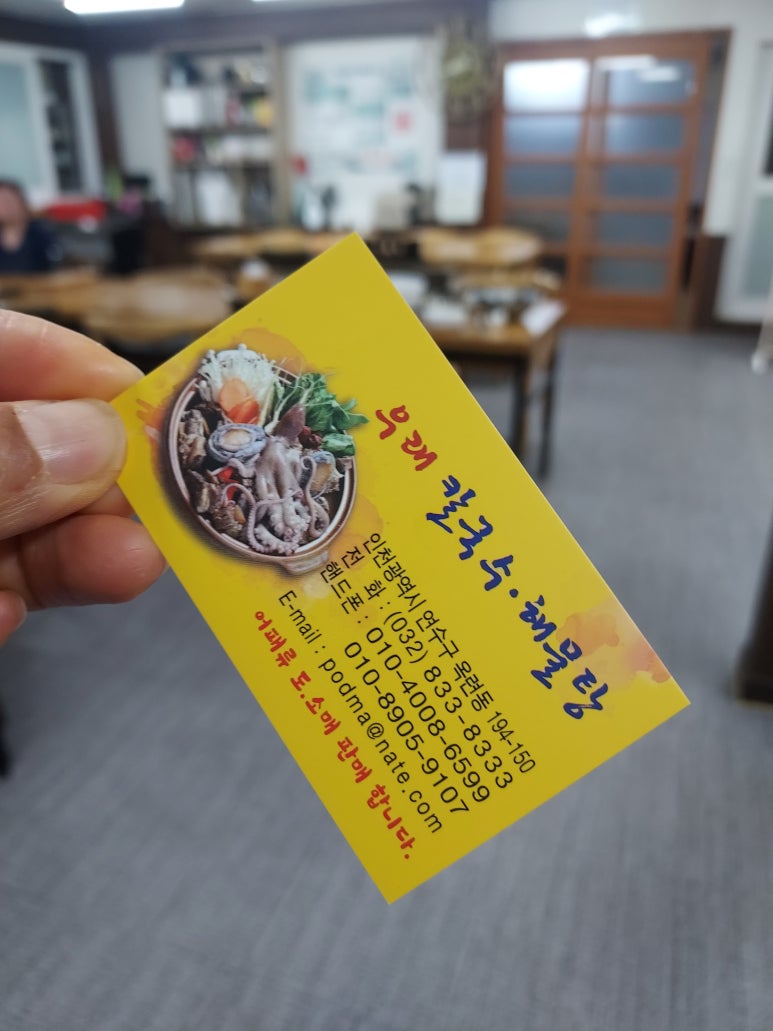 우래 칼국수·해물탕
인천광역시 연수구 옥련동 194-150
전 화 : (032) 833-8333
핸드폰 : 010-4008-6599
010-8905-9107
E-mail : podma@nate.com
어패류 도.소매 판매 합니다.